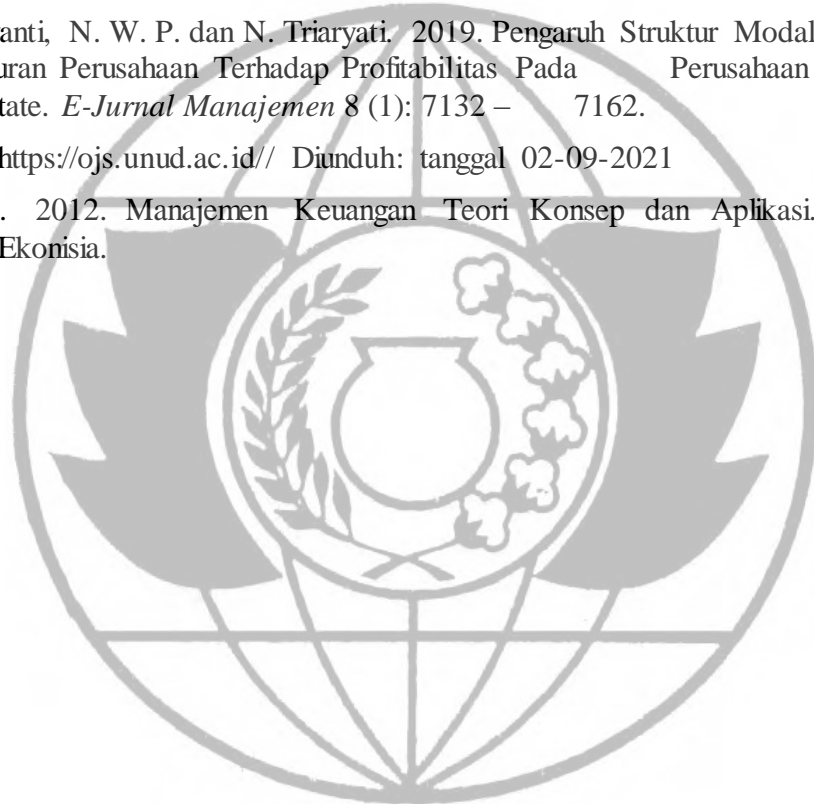 anti, N. W. P. dan N. Triaryati. 2019. Pengaruh Struktur Modal
uran Perusahaan Terhadap Profitabilitas Pada Perusahaan
tate. E-Jurnal Manajemen 8 (1): 7132 – 7162.
https://ojs.unud.ac.id// Diunduh: tanggal 02-09-2021
. 2012. Manajemen Keuangan Teori Konsep dan Aplikasi.
Ekonisia.